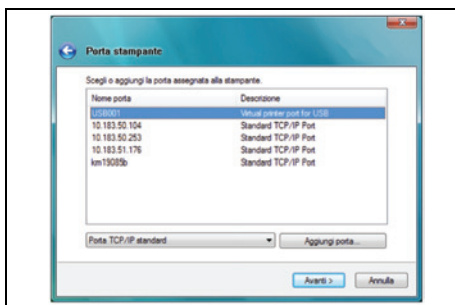 Porta stampante
Scegli o aggiungi la porta assegnata alla stampante.
Nome porta Descrizione
USB001 Virtual printer port for USB
10.183.50.104 Standard TCP/IP Port
10.183.50.253 Standard TCP/IP Port
10.183.51.176 Standard TCP/IP Port
km19085b Standard TCP/IP Port
Porta TCP/IP standard Aggiungi porta...
Avanti > Annulla